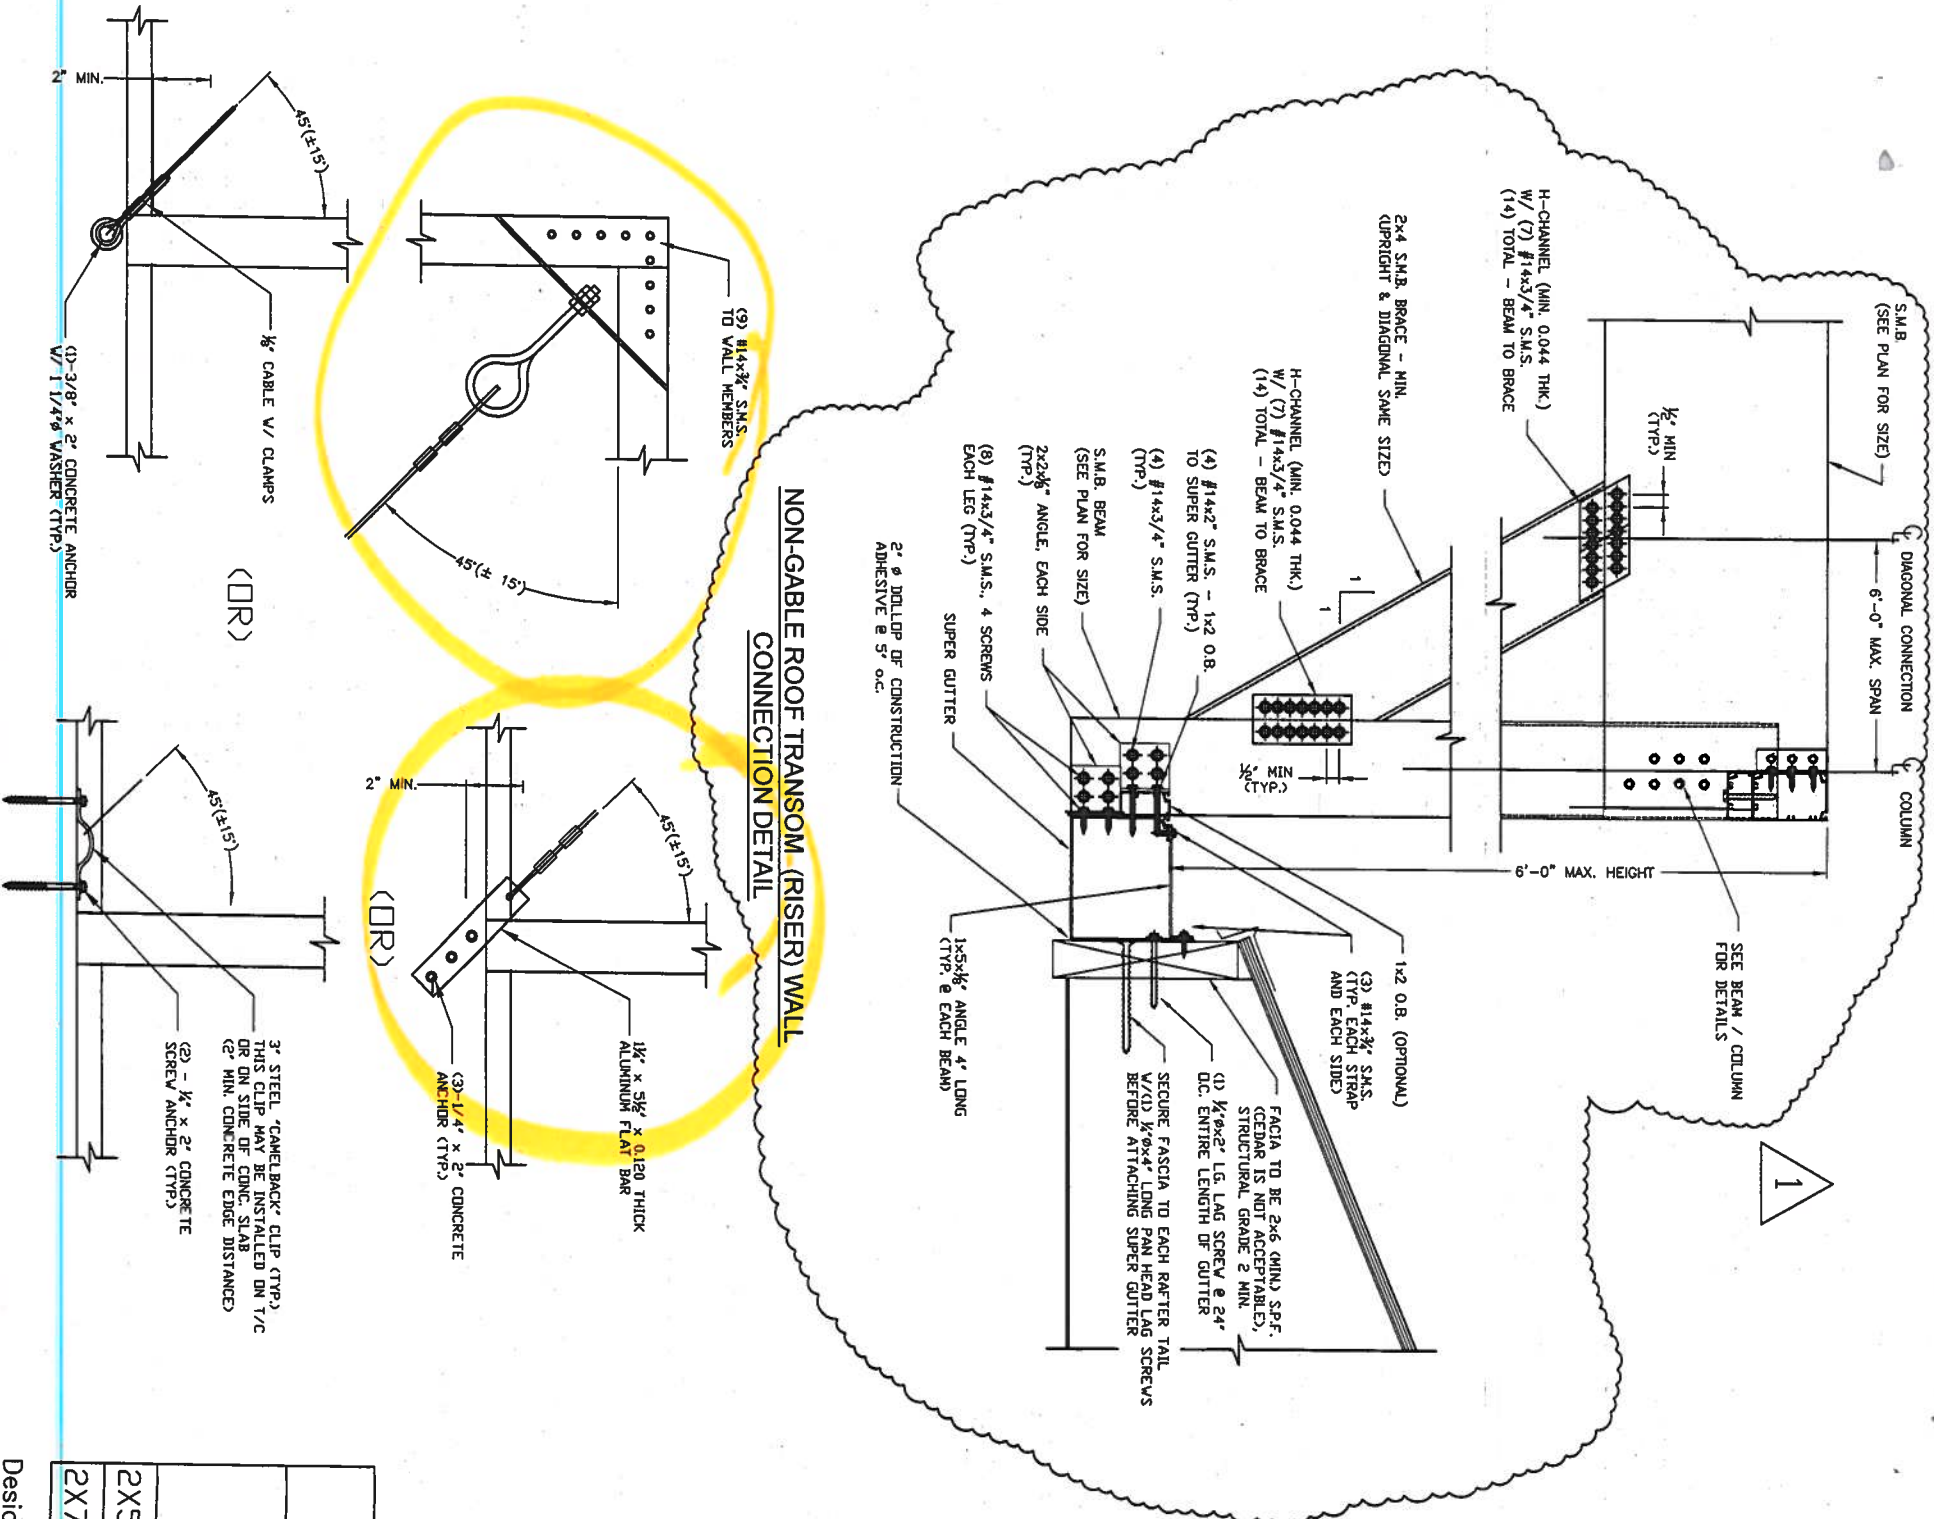 S.M.B.
(SEE PLAN FOR SIZE)
DIAGONAL CONNECTION
6'-0" MAX. SPAN
COLUMN
½" MIN
(TYP.)
H-CHANNEL (MIN. 0.044 THK.)
W/ (7) #14x3/4" S.M.S.
(14) TOTAL - BEAM TO BRACE
2x4 S.M.B. BRACE - MIN.
(UPRIGHT & DIAGONAL SAME SIZE)
1
1
H-CHANNEL (MIN. 0.044 THK.)
W/ (7) #14x3/4" S.M.S.
(14) TOTAL - BEAM TO BRACE
½" MIN
(TYP.)
(4) #14x2" S.M.S. - 1x2 O.B.
TO SUPER GUTTER (TYP.)
(4) #14x3/4" S.M.S.
(TYP.)
S.M.B. BEAM
(SEE PLAN FOR SIZE)
2x2x⅛" ANGLE, EACH SIDE
(TYP.)
(8) #14x3/4" S.M.S., 4 SCREWS
EACH LEG (TYP.)
SUPER GUTTER
2" ø DOLLOP OF CONSTRUCTION
ADHESIVE @ 5' o.c.
6'-0" MAX. HEIGHT
SEE BEAM / COLUMN
FOR DETAILS
1
1x2 O.B. (OPTIONAL)
(3) #14x¾" S.M.S.
(TYP. EACH STRAP
AND EACH SIDE)
1x5x⅛" ANGLE 4" LONG
(TYP. @ EACH BEAM)
FACIA TO BE 2x6 (MIN.) S.P.F.
(CEDAR IS NOT ACCEPTABLE),
STRUCTURAL GRADE 2 MIN.
(1) ¼"øx2" LG. LAG SCREW @ 24"
O.C. ENTIRE LENGTH OF GUTTER
SECURE FASCIA TO EACH RAFTER TAIL
W/(1) ¼"øx4" LONG PAN HEAD LAG SCREWS
BEFORE ATTACHING SUPER GUTTER
NON-GABLE ROOF TRANSOM (RISER) WALL
CONNECTION DETAIL
(9) #14x¾" S.M.S.
TO WALL MEMBERS
45°(± 15°)
45°(±15°)
2" MIN.
⅛" CABLE W/ CLAMPS
(1)-3/8" x 2" CONCRETE ANCHOR
W/ 1 1/4"ø WASHER (TYP.)
(OR)
45°(±15°)
2" MIN.
1¼" x 5½" x 0.120 THICK
ALUMINUM FLAT BAR
(3)-1/4" x 2" CONCRETE
ANCHOR (TYP.)
(OR)
45°(±15°)
3" STEEL "CAMELBACK" CLIP (TYP.)
THIS CLIP MAY BE INSTALLED ON T/C
OR ON SIDE OF CONC. SLAB
(2" MIN. CONCRETE EDGE DISTANCE)
(2) - ¼" x 2" CONCRETE
SCREW ANCHOR (TYP.)